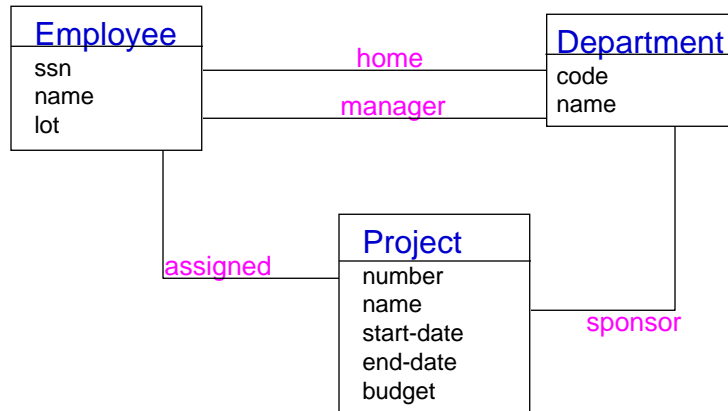 Employee
ssn
name
lot
home
manager
Department
code
name
assigned
Project
number
name
start-date
end-date
budget
sponsor